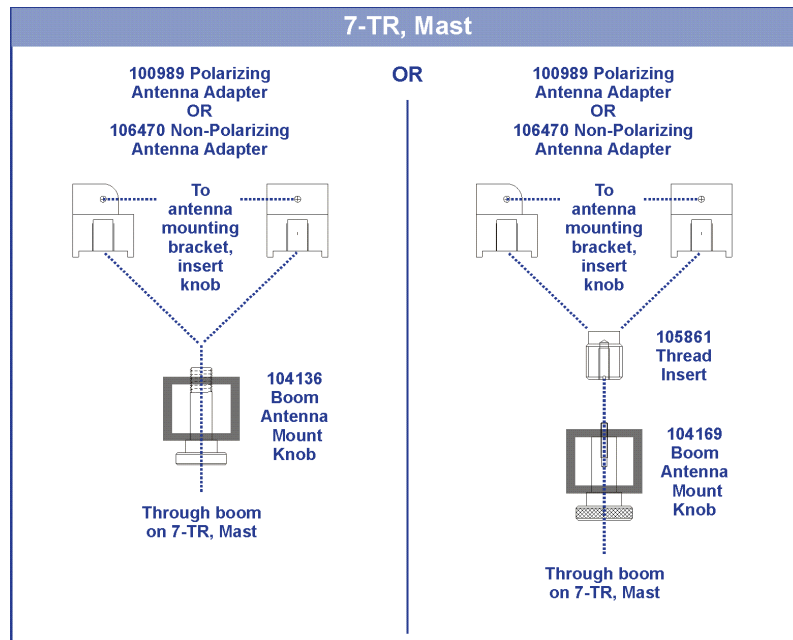 7-TR, Mast
100989 Polarizing
Antenna Adapter
OR
106470 Non-Polarizing
Antenna Adapter
To
antenna
mounting
bracket,
insert
knob
104136
Boom
Antenna
Mount
Knob
Through boom
on 7-TR, Mast
OR
100989 Polarizing
Antenna Adapter
OR
106470 Non-Polarizing
Antenna Adapter
To
antenna
mounting
bracket,
insert
knob
105861
Thread
Insert
104169
Boom
Antenna
Mount
Knob
Through boom
on 7-TR, Mast